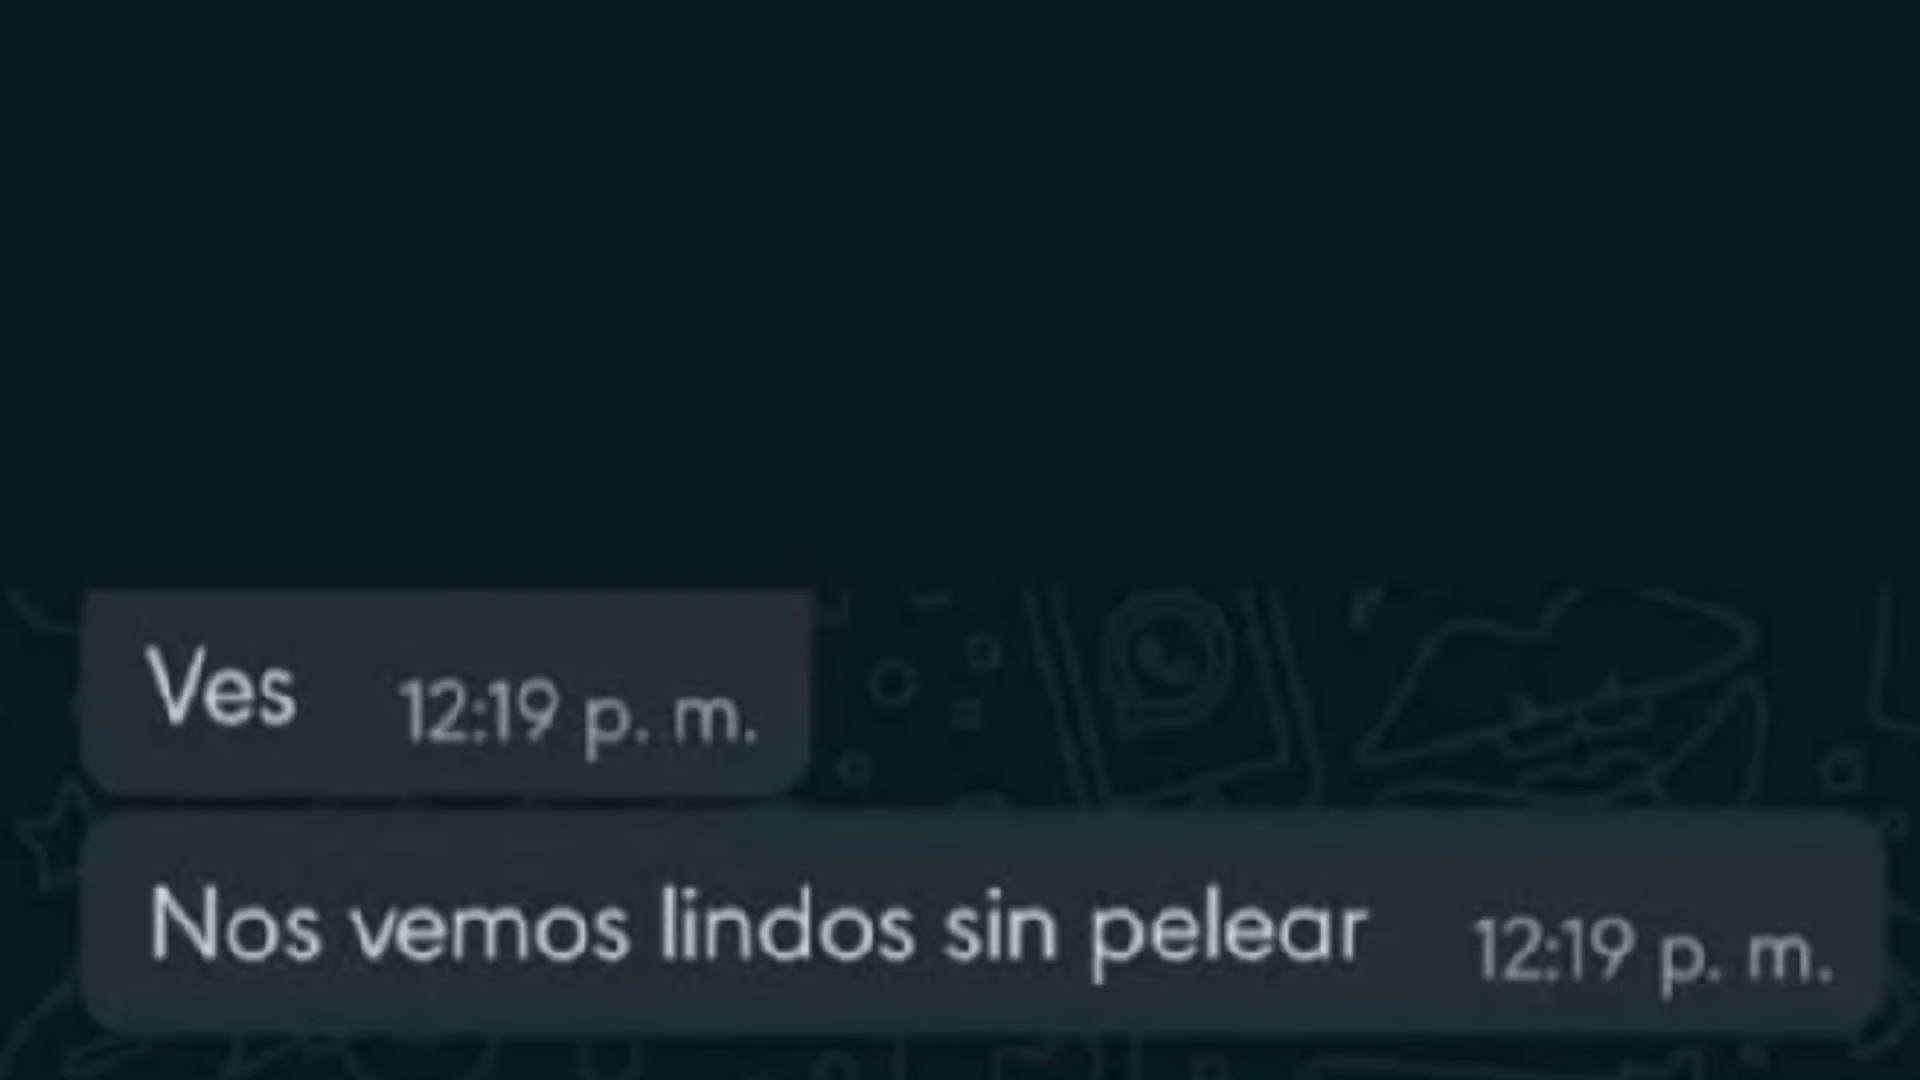 Ves 12:19 p. m.
Nos vemos lindos sin pelear 12:19 p. m.